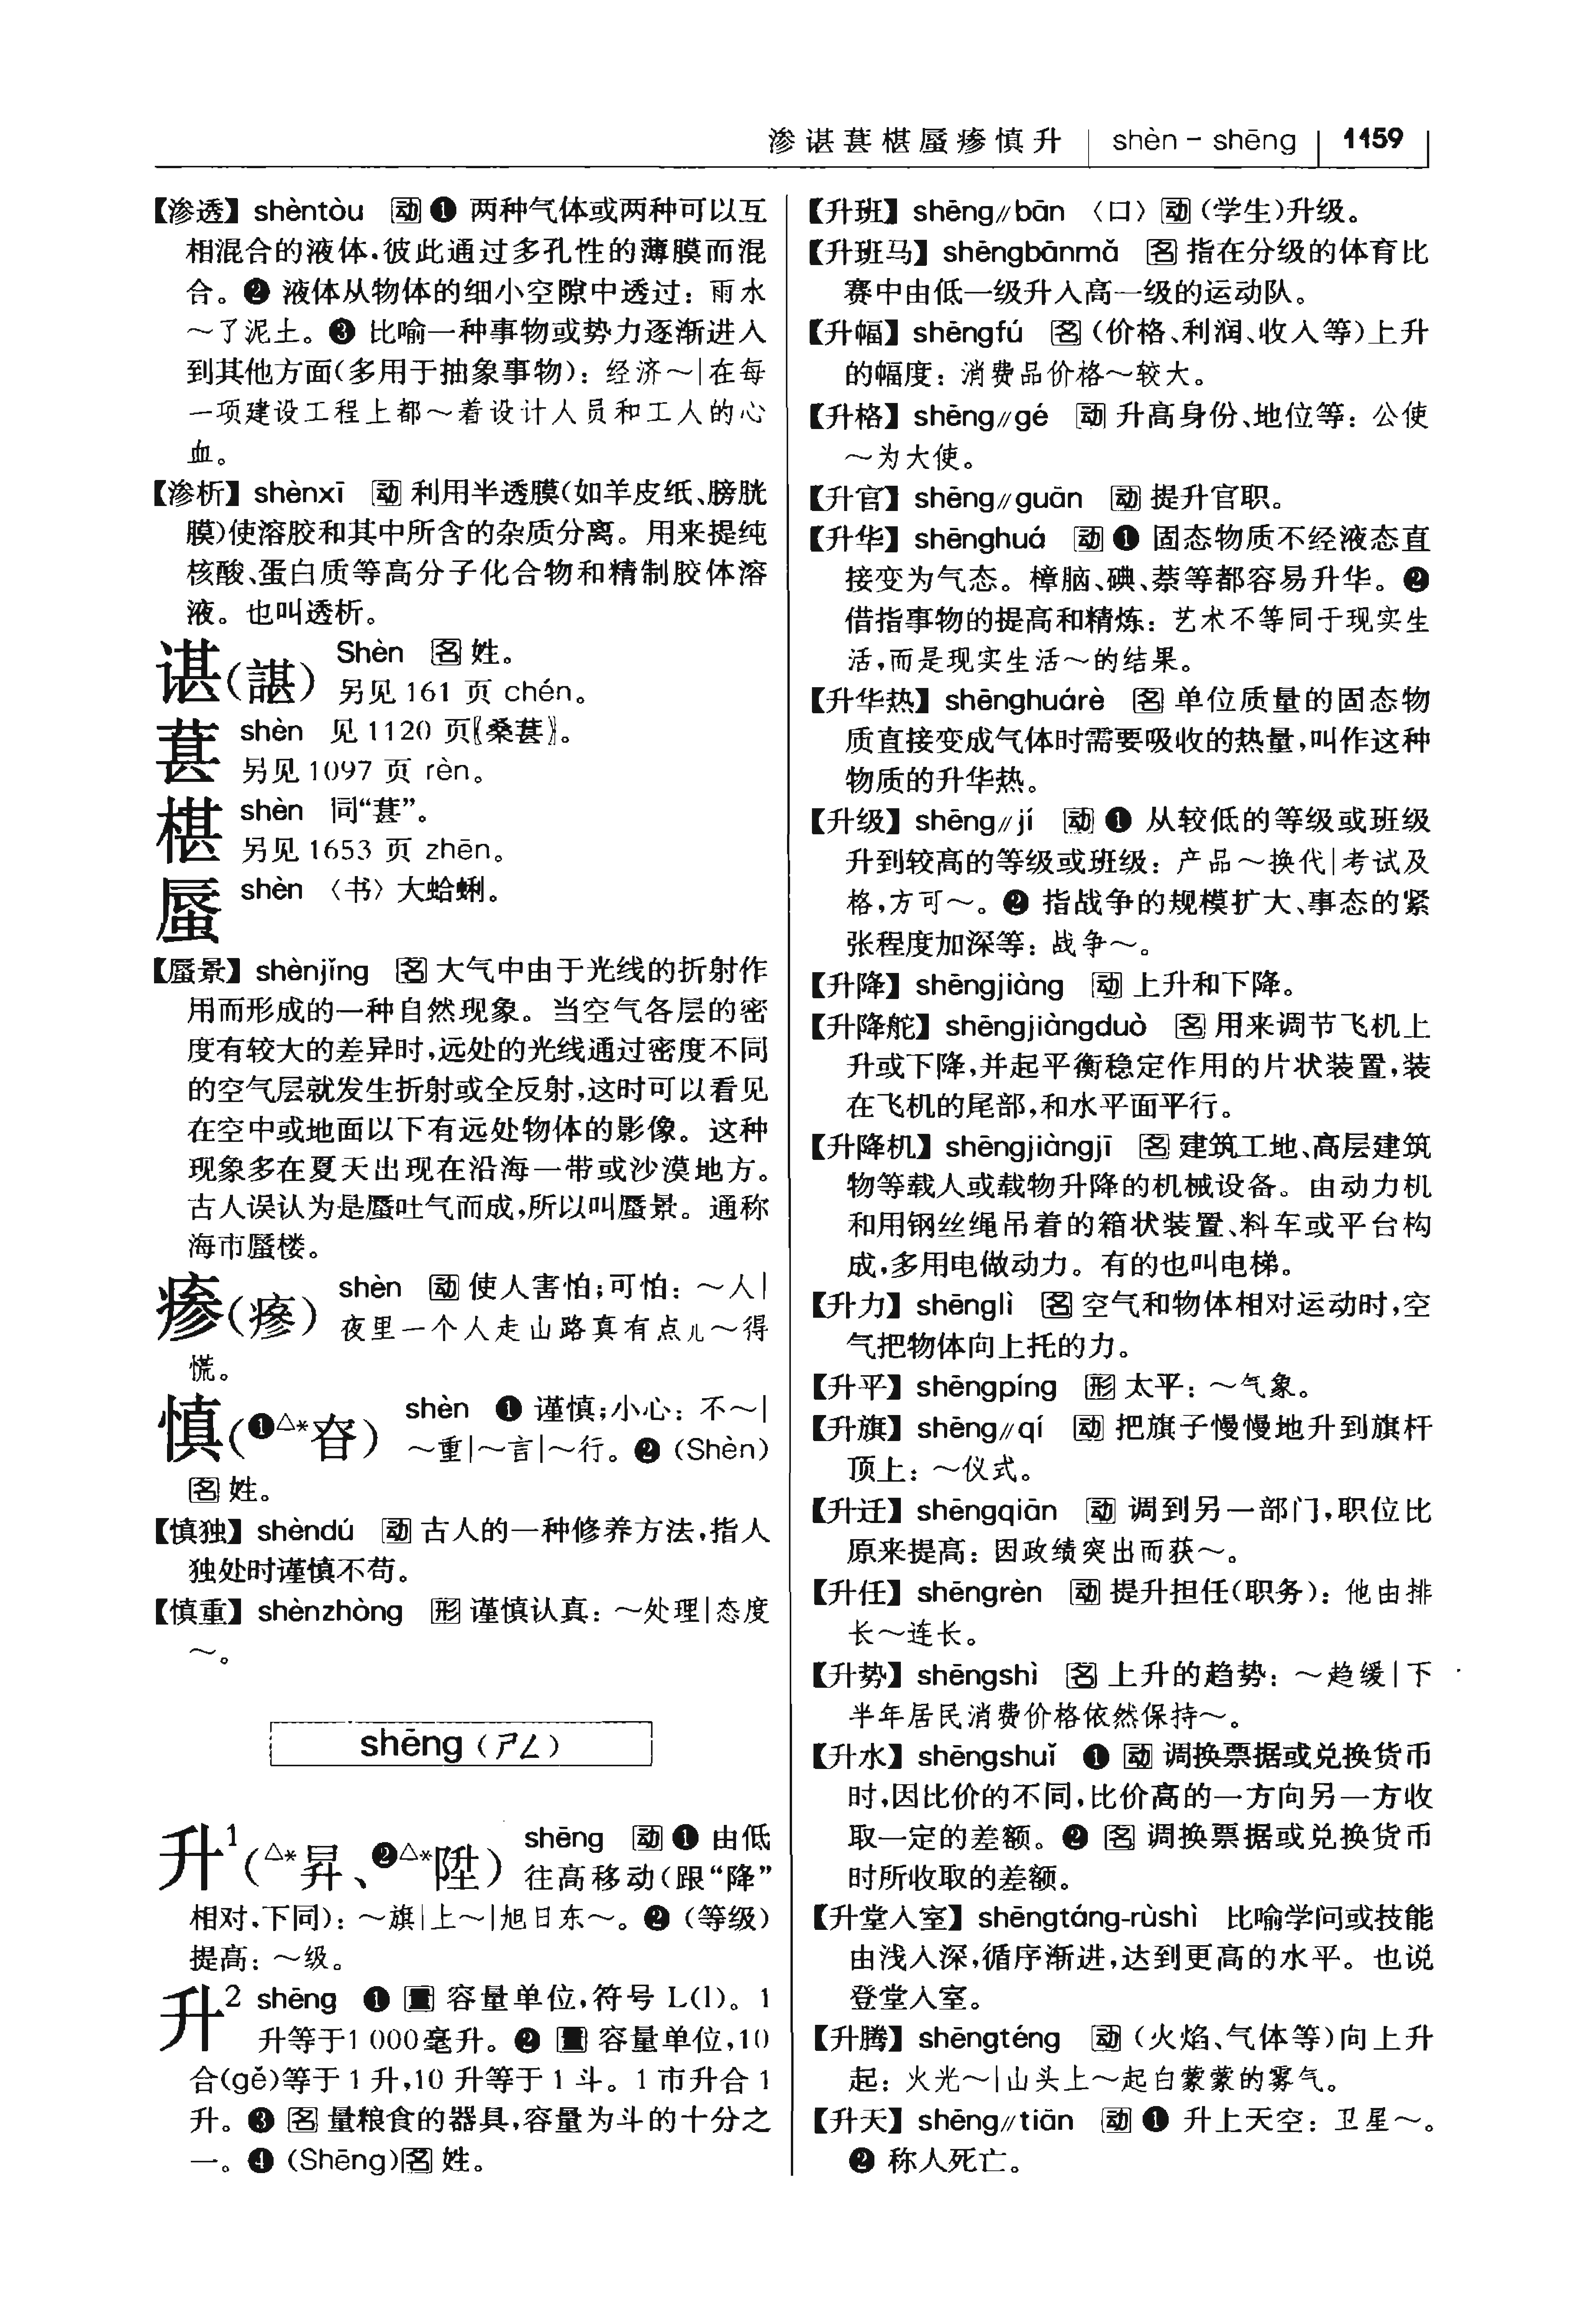 渗谌葚椹蜃瘆慎升 | shèn – shēng | 1159
【渗透】 shèntòu 动 ❶ 两种气体或两种可以互
相混合的液体，彼此通过多孔性的薄膜而混
合。❷ 液体从物体的细小空隙中透过：雨水
～了泥土。❸ 比喻一种事物或势力逐渐进入
到其他方面（多用于抽象事物）：经济～|在每
一项建设工程上都～着设计人员和工人的心
血。
【渗析】 shènxī 动 利用半透膜（如羊皮纸、膀胱
膜）使溶胶和其中所含的杂质分离。用来提纯
核酸、蛋白质等高分子化合物和精制胶体溶
液。也叫透析。
谌（諶） Shèn 名 姓。
另见 161 页 chén。
葚 shèn 见 1120 页〖桑葚〗。
另见 1097 页 rèn。
椹 shèn 同“葚”。
另见 1653 页 zhēn。
蜃 shèn 〈书〉大蛤蜊。
【蜃景】 shènjǐng 名 大气中由于光线的折射作
用而形成的一种自然现象。当空气各层的密
度有较大的差异时，远处的光线通过密度不同
的空气层就发生折射或全反射，这时可以看见
在空中或地面以下有远处物体的影像。这种
现象多在夏天出现在沿海一带或沙漠地方。
古人误认为是蜃吐气而成，所以叫蜃景。通称
海市蜃楼。
瘆（瘮） shèn 动 使人害怕；可怕：～人|
夜里一个人走山路真有点儿～得
慌。
慎（❶△*昚） shèn ❶ 谨慎；小心：不～|
～重|～言|～行。❷（Shèn）
名 姓。
【慎独】 shèndú 动 古人的一种修养方法，指人
独处时谨慎不苟。
【慎重】 shènzhòng 形 谨慎认真：～处理|态度
～。
shēng（ㄕㄥ）
升¹（△*昇、❷△*陞） shēng 动 ❶ 由低
往高移动（跟“降”
相对，下同）：～旗|上～|旭日东～。❷（等级）
提高：～级。
升² shēng ❶ 量 容量单位，符号 L(l)。1
升等于1 000毫升。❷ 量 容量单位，10
合(gě)等于 1 升，10 升等于 1 斗。1 市升合 1
升。❸ 名 量粮食的器具，容量为斗的十分之
一。❹ (Shēng)名 姓。
【升班】 shēng//bān 〈口〉动（学生）升级。
【升班马】 shēngbānmǎ 名 指在分级的体育比
赛中由低一级升入高一级的运动队。
【升幅】 shēngfú 名（价格、利润、收入等）上升
的幅度：消费品价格～较大。
【升格】 shēng//gé 动 升高身份、地位等：公使
～为大使。
【升官】 shēng//guān 动 提升官职。
【升华】 shēnghuá 动 ❶ 固态物质不经液态直
接变为气态。樟脑、碘、萘等都容易升华。❷
借指事物的提高和精炼：艺术不等同于现实生
活，而是现实生活～的结果。
【升华热】 shēnghuárè 名 单位质量的固态物
质直接变成气体时需要吸收的热量，叫作这种
物质的升华热。
【升级】 shēng//jí 动 ❶ 从较低的等级或班级
升到较高的等级或班级：产品～换代|考试及
格，方可～。❷ 指战争的规模扩大、事态的紧
张程度加深等：战争～。
【升降】 shēngjiàng 动 上升和下降。
【升降舵】 shēngjiàngduò 名 用来调节飞机上
升或下降，并起平衡稳定作用的片状装置，装
在飞机的尾部，和水平面平行。
【升降机】 shēngjiàngjī 名 建筑工地、高层建筑
物等载人或载物升降的机械设备。由动力机
和用钢丝绳吊着的箱状装置、料车或平台构
成，多用电做动力。有的也叫电梯。
【升力】 shēnglì 名 空气和物体相对运动时，空
气把物体向上托的力。
【升平】 shēngpíng 形 太平：～气象。
【升旗】 shēng//qí 动 把旗子慢慢地升到旗杆
顶上：～仪式。
【升迁】 shēngqiān 动 调到另一部门，职位比
原来提高：因政绩突出而获～。
【升任】 shēngrèn 动 提升担任（职务）：他由排
长～连长。
【升势】 shēngshì 名 上升的趋势：～趋缓|下
半年居民消费价格依然保持～。
【升水】 shēngshuǐ ❶ 动 调换票据或兑换货币
时，因比价的不同，比价高的一方向另一方收
取一定的差额。❷ 名 调换票据或兑换货币
时所收取的差额。
【升堂入室】 shēngtáng-rùshì 比喻学问或技能
由浅入深，循序渐进，达到更高的水平。也说
登堂入室。
【升腾】 shēngténg 动（火焰、气体等）向上升
起：火光～|山头上～起白蒙蒙的雾气。
【升天】 shēng//tiān 动 ❶ 升上天空：卫星～。
❷ 称人死亡。